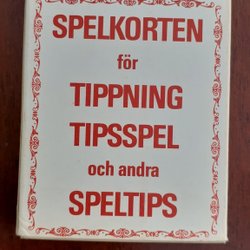 SPELKORTEN
för
TIPPNING
TIPSSPEL
och andra
SPELTIPS